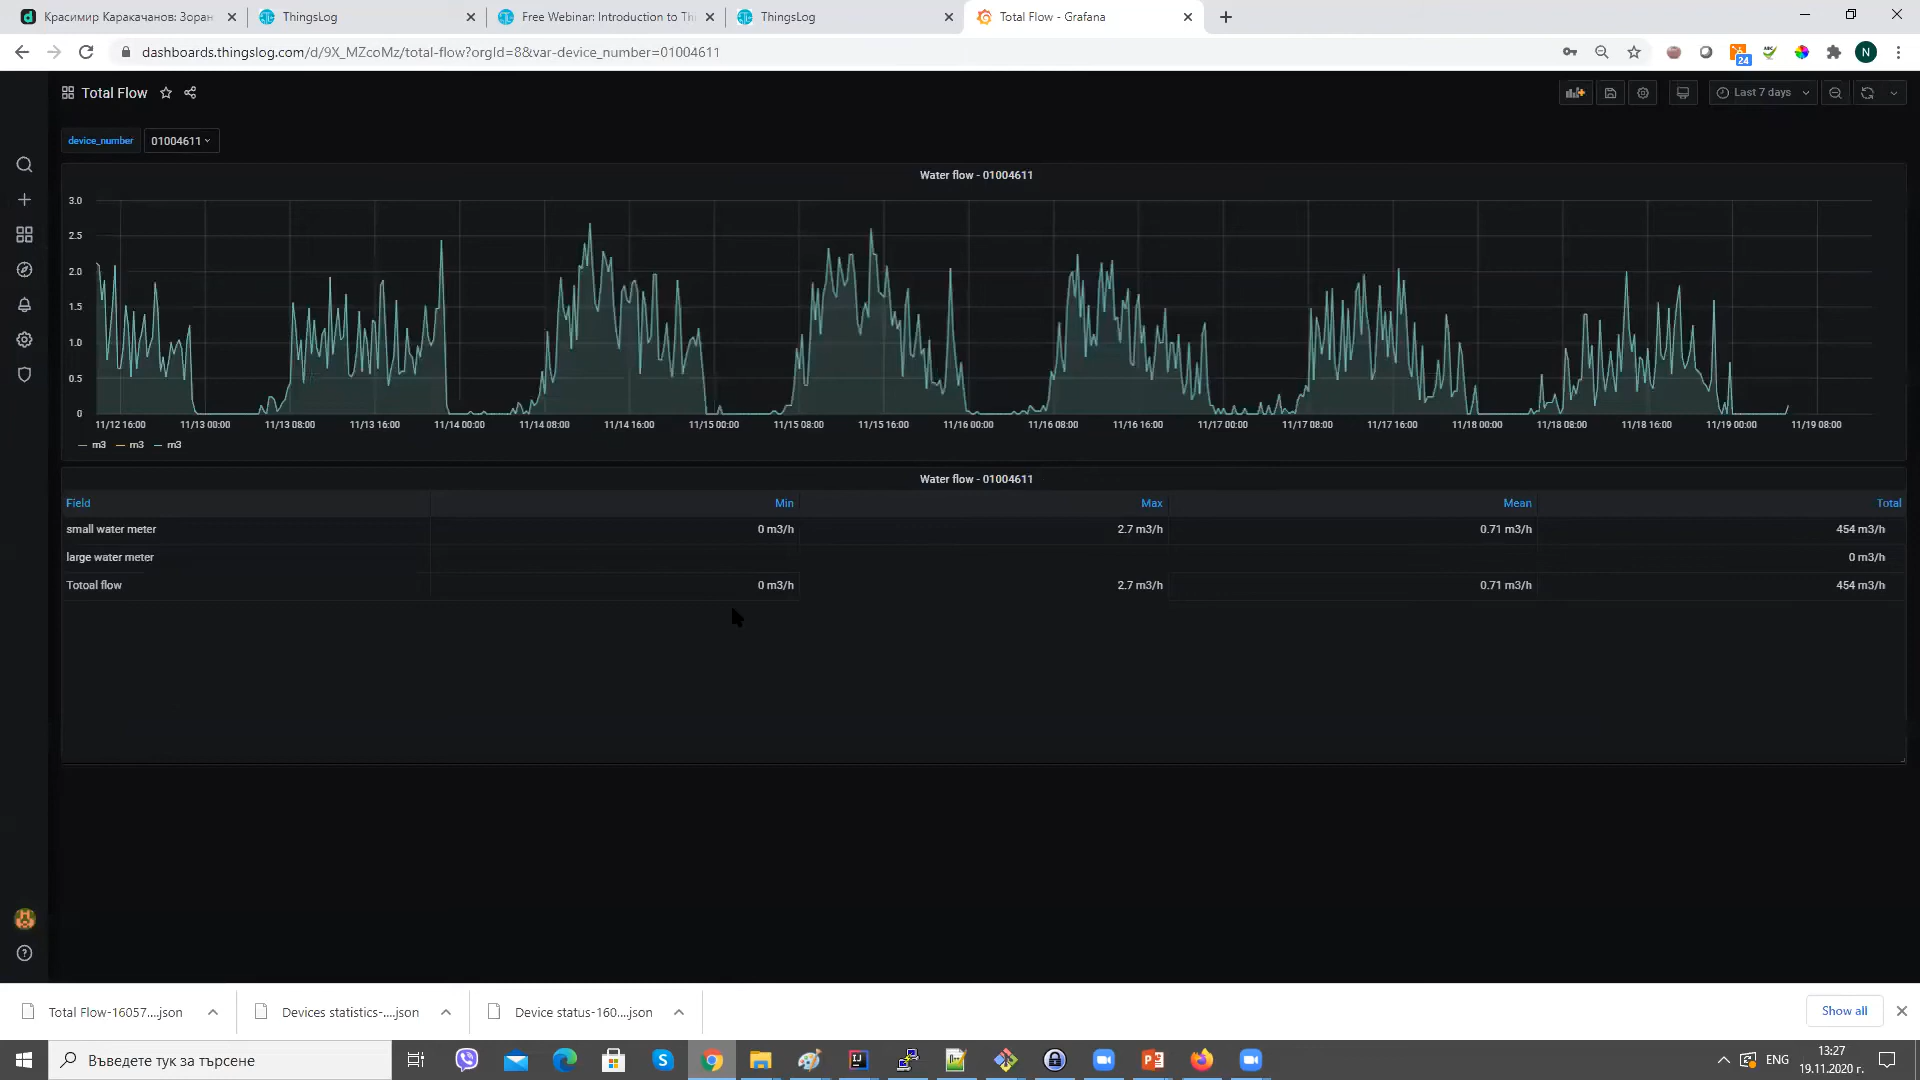 Красимир Каракачанов: Зоран
ThingsLog
Free Webinar: Introduction to Thi
ThingsLog
Total Flow - Grafana
dashboards.thingslog.com/d/9X_MZcoMz/total-flow?orgId=8&var-device_number=01004611
24
N
Total Flow
Last 7 days
device_number
01004611
Water flow - 01004611
3.0
2.5
2.0
1.5
1.0
0.5
0
11/12 16:00 11/13 00:00 11/13 08:00 11/13 16:00 11/14 00:00 11/14 08:00 11/14 16:00 11/15 00:00 11/15 08:00 11/15 16:00 11/16 00:00 11/16 08:00 11/16 16:00 11/17 00:00 11/17 08:00 11/17 16:00 11/18 00:00 11/18 08:00 11/18 16:00 11/19 00:00 11/19 08:00
m3 m3 m3
Water flow - 01004611
Field Min Max Mean Total
small water meter 0 m3/h 2.7 m3/h 0.71 m3/h 454 m3/h
large water meter 0 m3/h
Totoal flow 0 m3/h 2.7 m3/h 0.71 m3/h 454 m3/h
Total Flow-16057....json
Devices statistics-....json
Device status-160....json
Show all
Въведете тук за търсене
ENG
13:27
19.11.2020 г.